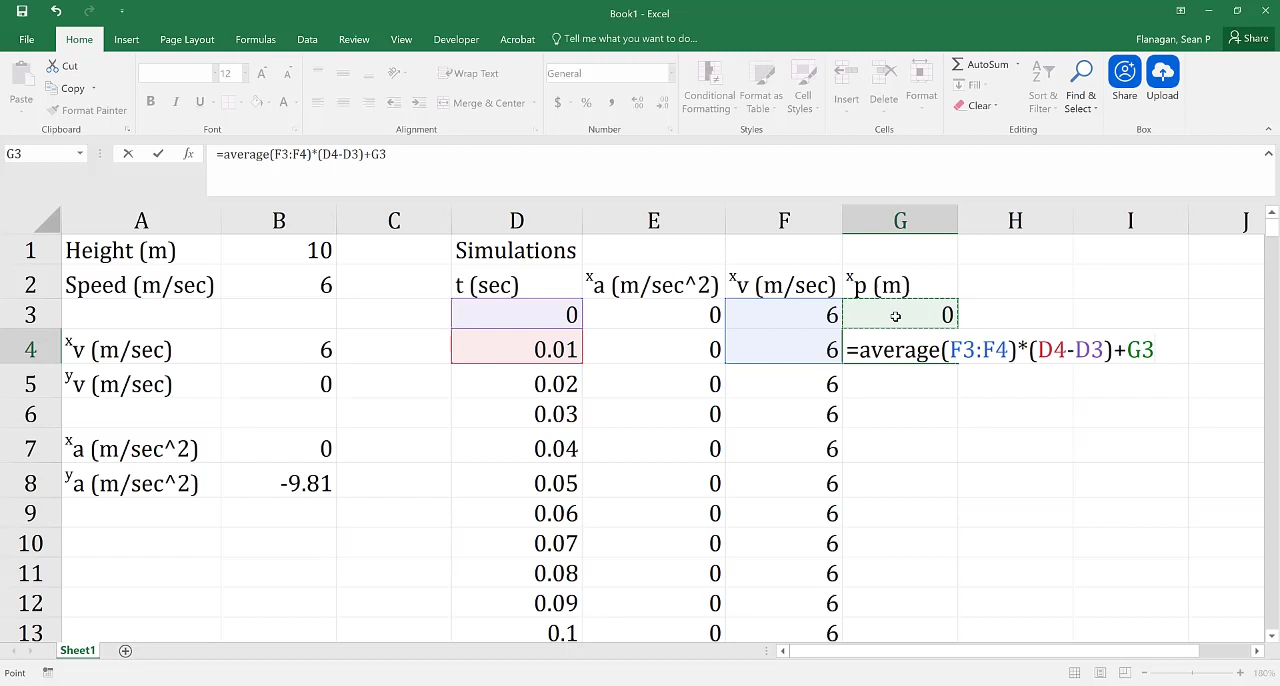 Book1 - Excel
File Home Insert Page Layout Formulas Data Review View Developer Acrobat Tell me what you want to do... Flanagan, Sean P Share
Paste Cut Copy Format Painter
Clipboard
12 A A B I U A
Font
Wrap Text
Merge & Center
Alignment
General
$ % , .0 .00
Number
Conditional Formatting Format as Table Cell Styles
Styles
Insert Delete Format
Cells
AutoSum Fill Clear Sort & Filter Find & Select
Editing
Share Upload
Box
G3 fx =average(F3:F4)*(D4-D3)+G3
A B C D E F G H I J
1 Height (m) 10 Simulations
2 Speed (m/sec) 6 t (sec) xa (m/sec^2) xv (m/sec) xp (m)
3 0 0 6 0
4 xv (m/sec) 6 0.01 0 6 =average(F3:F4)*(D4-D3)+G3
5 yv (m/sec) 0 0.02 0 6
6 0.03 0 6
7 xa (m/sec^2) 0 0.04 0 6
8 ya (m/sec^2) -9.81 0.05 0 6
9 0.06 0 6
10 0.07 0 6
11 0.08 0 6
12 0.09 0 6
13 0.1 0 6
Sheet1
Point 180%